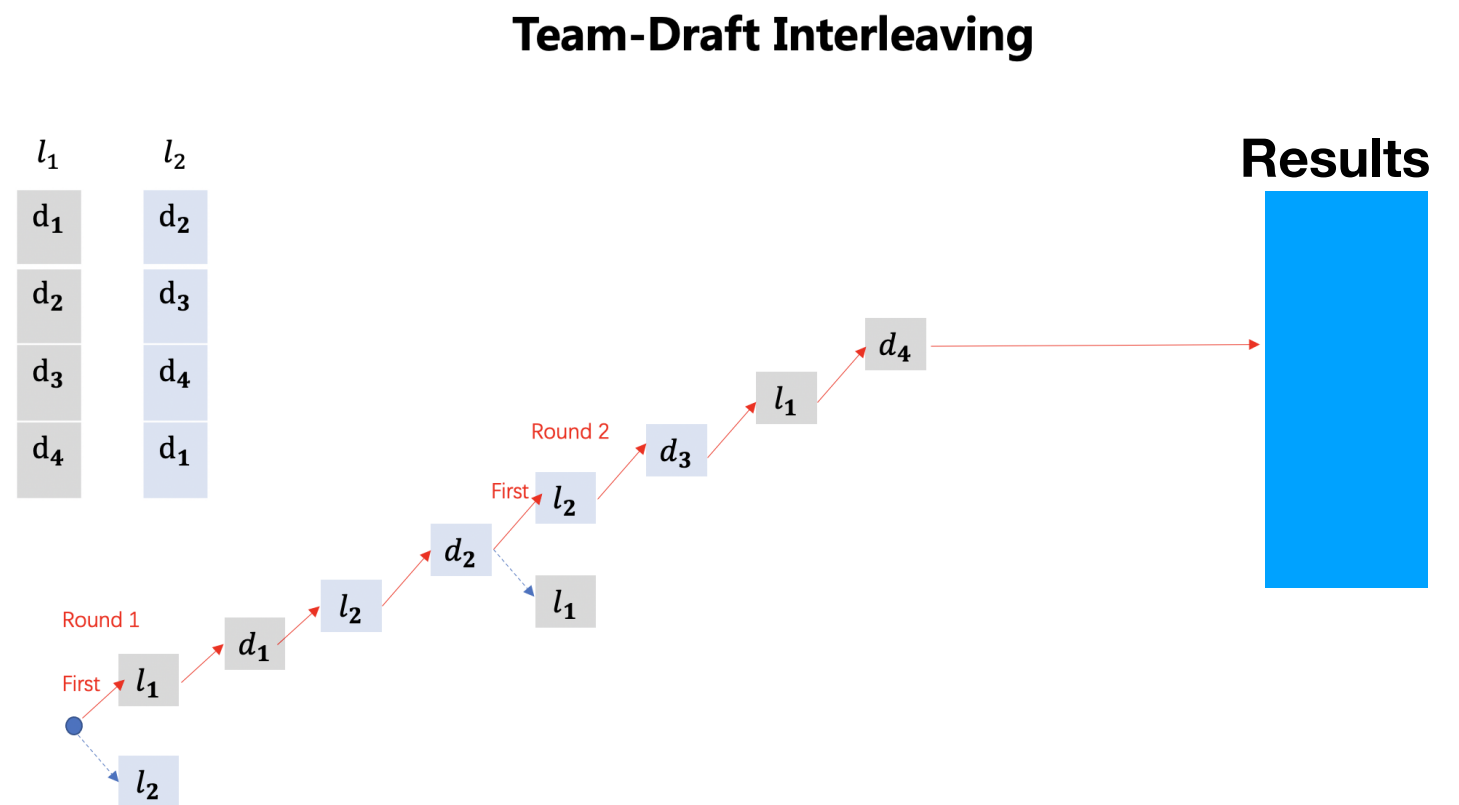 Team-Draft Interleaving
l₁ l₂
Results
d₁ d₂
d₂ d₃
d₃ d₄
d₄ d₁
d₄
l₁
Round 2
d₃
First l₂
d₂
l₁
l₂
Round 1
d₁
First l₁
l₂